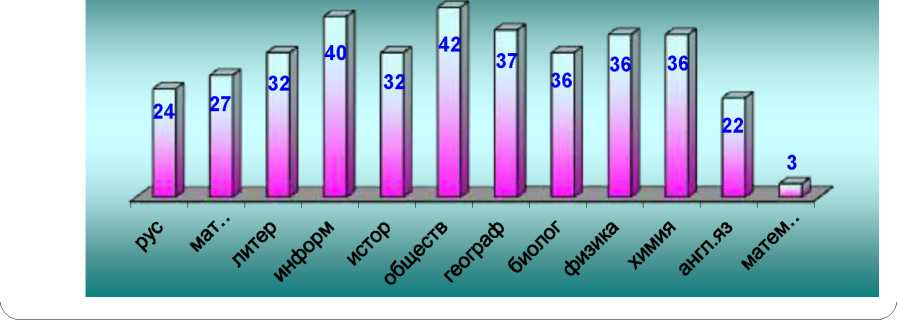 24
27
32
40
32
42
37
36
36
36
22
3
рус
мат..
литер
информ
истор
обществ
географ
биолог
физика
химия
англ.яз
матем..